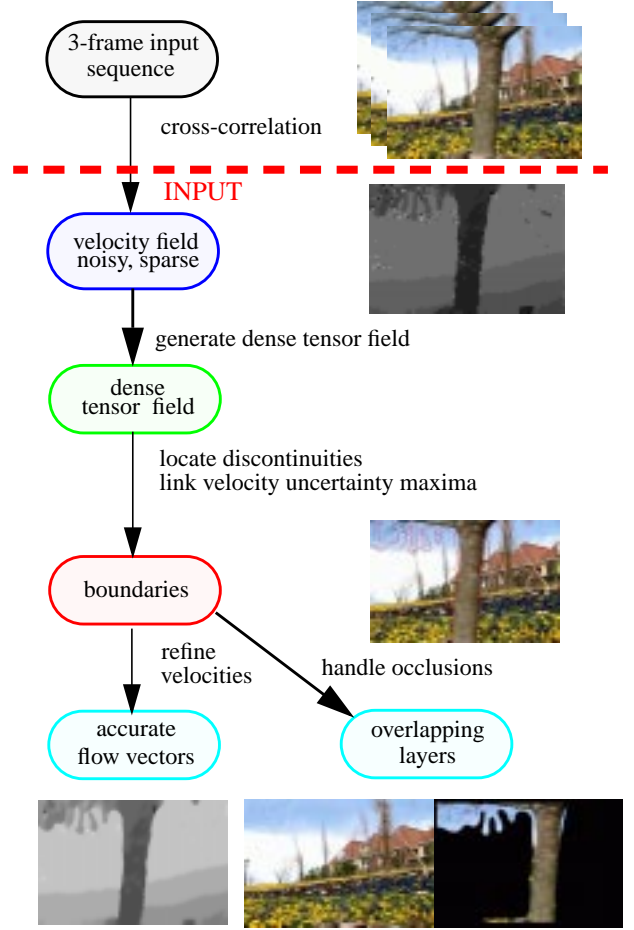 3-frame input
sequence
cross-correlation
INPUT
velocity field
noisy, sparse
generate dense tensor field
dense
tensor field
locate discontinuities
link velocity uncertainty maxima
boundaries
refine
velocities
handle occlusions
accurate
flow vectors
overlapping
layers